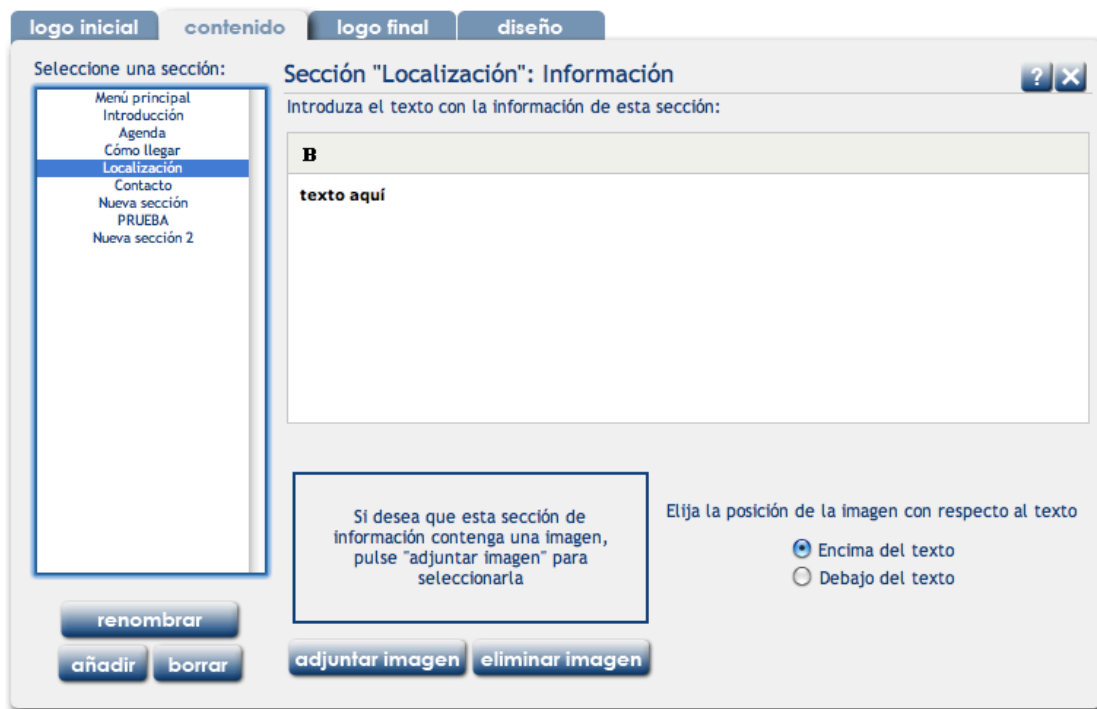 logo inicial
contenido
logo final
diseño
Seleccione una sección:
Menú principal
Introducción
Agenda
Cómo llegar
Localización
Contacto
Nueva sección
PRUEBA
Nueva sección 2
renombrar
añadir
borrar
Sección "Localización": Información
?
X
Introduza el texto con la información de esta sección:
B
texto aquí
Si desea que esta sección de
información contenga una imagen,
pulse "adjuntar imagen" para
seleccionarla
adjuntar imagen
eliminar imagen
Elija la posición de la imagen con respecto al texto
Encima del texto
Debajo del texto